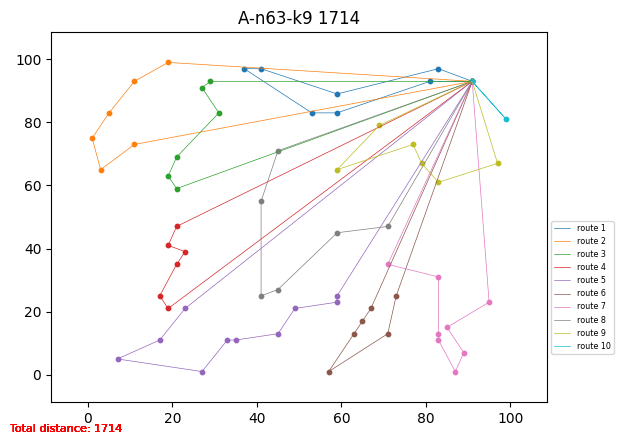 A-n63-k9 1714
100
80
60
40
20
0
0 20 40 60 80 100
route 1
route 2
route 3
route 4
route 5
route 6
route 7
route 8
route 9
route 10
Total distance: 1714